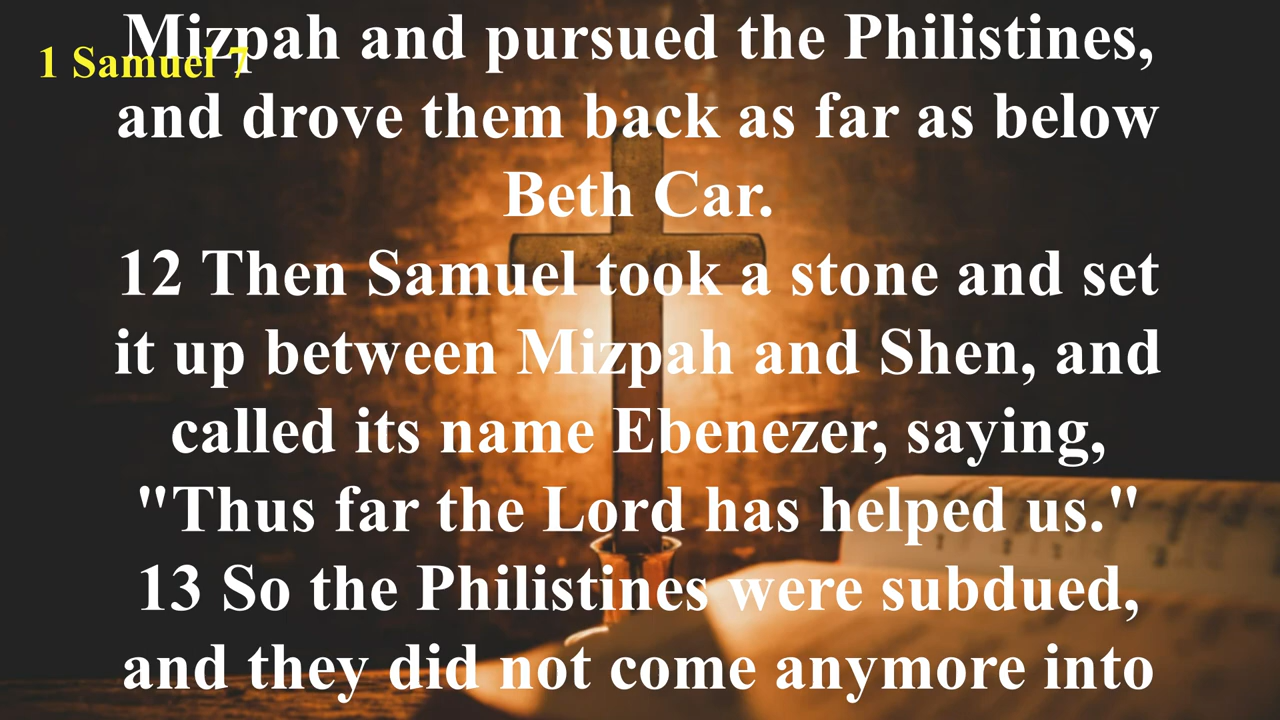 1 Samuel 7
Mizpah and pursued the Philistines,
and drove them back as far as below
Beth Car.
12 Then Samuel took a stone and set
it up between Mizpah and Shen, and
called its name Ebenezer, saying,
"Thus far the Lord has helped us."
13 So the Philistines were subdued,
and they did not come anymore into